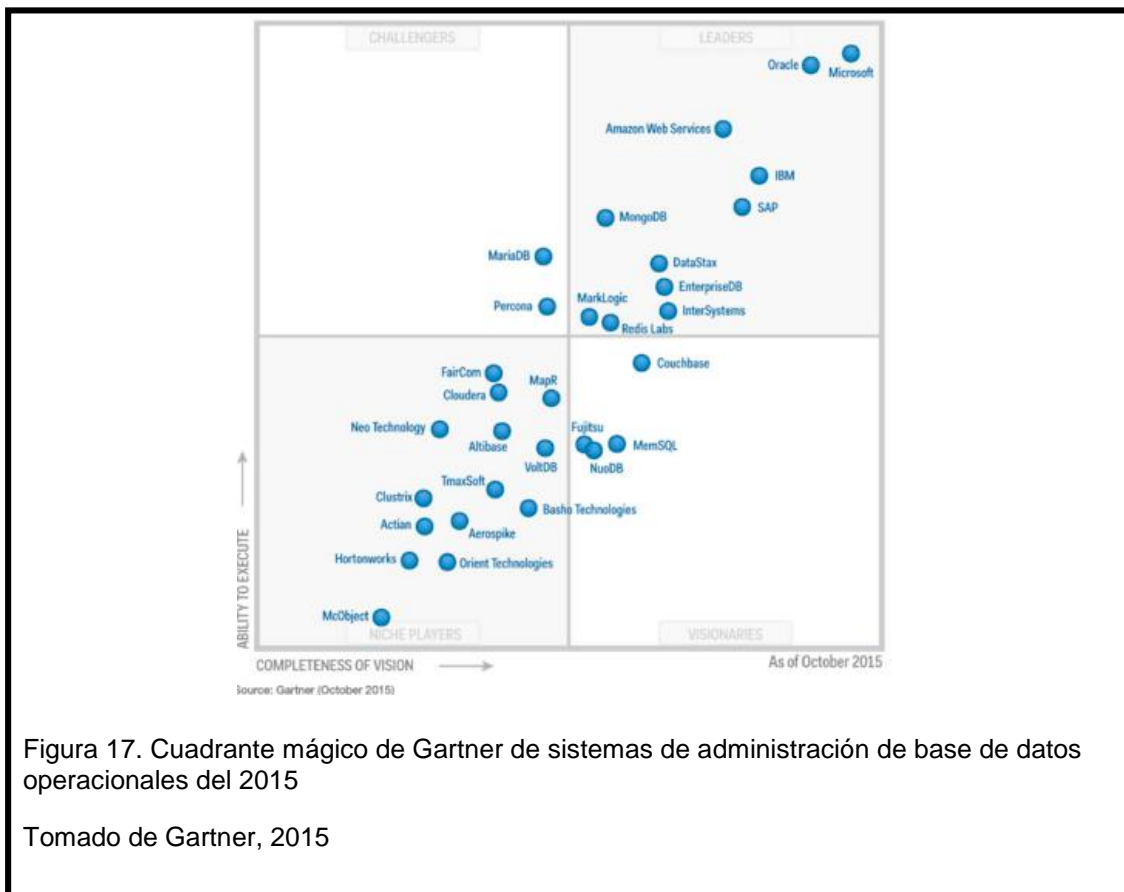 CHALLENGERS
LEADERS
Oracle
Microsoft
Amazon Web Services
IBM
SAP
MongoDB
MariaDB
DataStax
EnterpriseDB
Percona
MarkLogic
InterSystems
Redis Labs
Couchbase
FairCom
MapR
Cloudera
Neo Technology
Altibase
Fujitsu
MemSQL
VoltDB
NuoDB
TmaxSoft
Clustrix
Basho Technologies
Actian
Aerospike
Hortonworks
Orient Technologies
McObject
NICHE PLAYERS
VISIONARIES
ABILITY TO EXECUTE
COMPLETENESS OF VISION
As of October 2015
Source: Gartner (October 2015)
Figura 17. Cuadrante mágico de Gartner de sistemas de administración de base de datos
operacionales del 2015
Tomado de Gartner, 2015